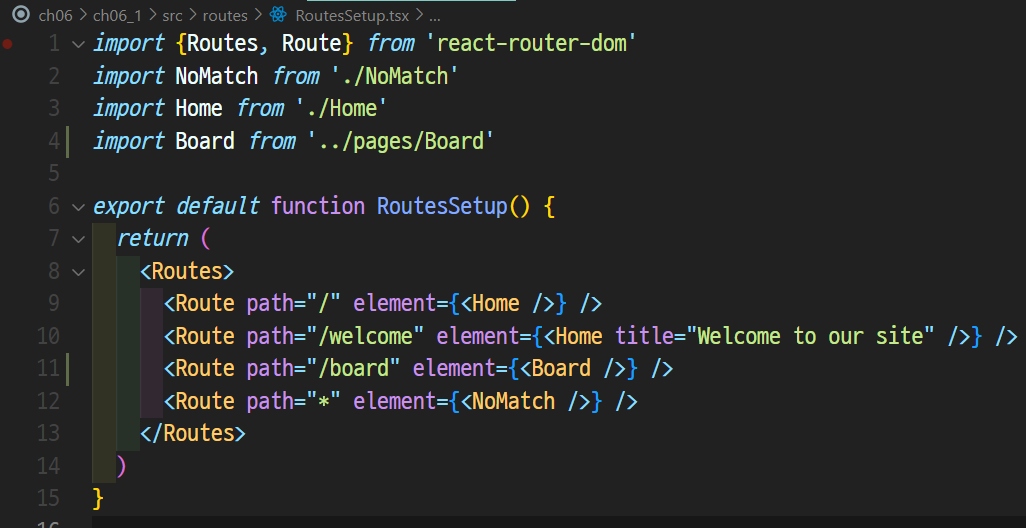 ch06 > ch06_1 > src > routes > RoutesSetup.tsx > ...
1 import {Routes, Route} from 'react-router-dom'
2 import NoMatch from './NoMatch'
3 import Home from './Home'
4 import Board from '../pages/Board'
5
6 export default function RoutesSetup() {
7   return (
8     <Routes>
9       <Route path="/" element={<Home />} />
10       <Route path="/welcome" element={<Home title="Welcome to our site" />} />
11       <Route path="/board" element={<Board />} />
12       <Route path="*" element={<NoMatch />} />
13     </Routes>
14   )
15 }
16